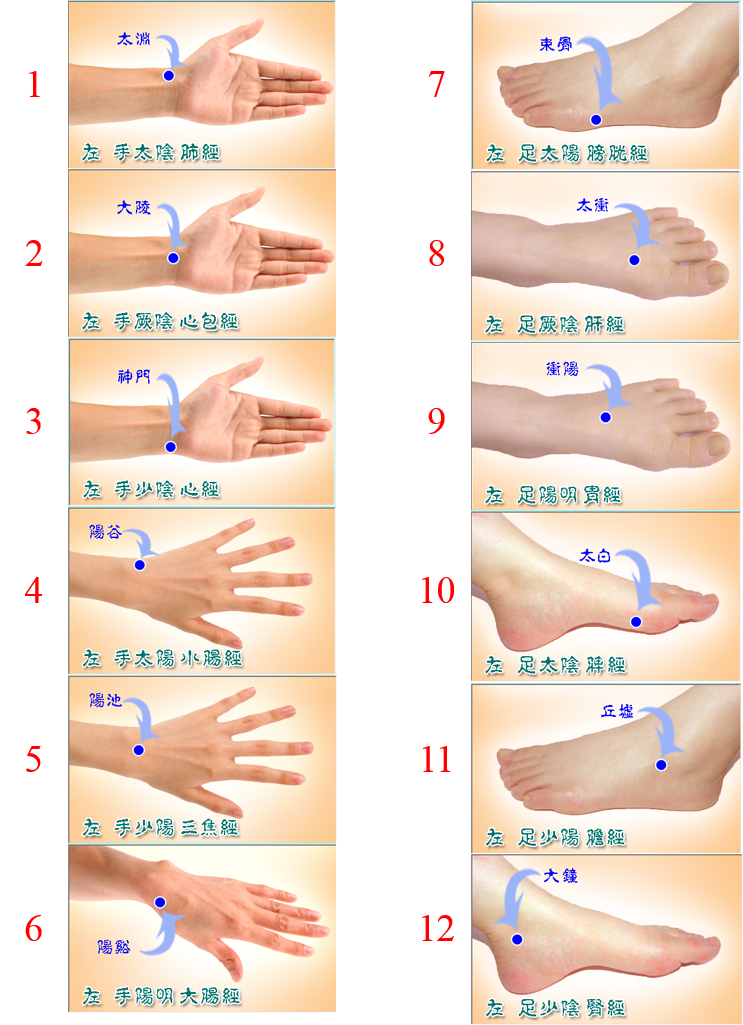 1
太淵
左 手太陰 肺經
2
大陵
左 手厥陰 心包經
3
神門
左 手少陰 心經
4
陽谷
左 手太陽 小腸經
5
陽池
左 手少陽 三焦經
6
陽谿
左 手陽明 大腸經
7
束骨
左 足太陽 膀胱經
8
太衝
左 足厥陰 肝經
9
衝陽
左 足陽明 胃經
10
太白
左 足太陰 脾經
11
丘墟
左 足少陽 膽經
12
大鐘
左 足少陰 腎經